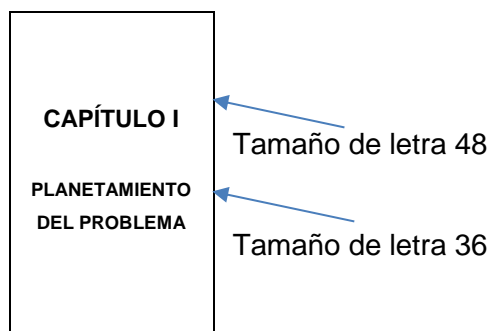 CAPÍTULO I
Tamaño de letra 48
PLANETAMIENTO
DEL PROBLEMA
Tamaño de letra 36